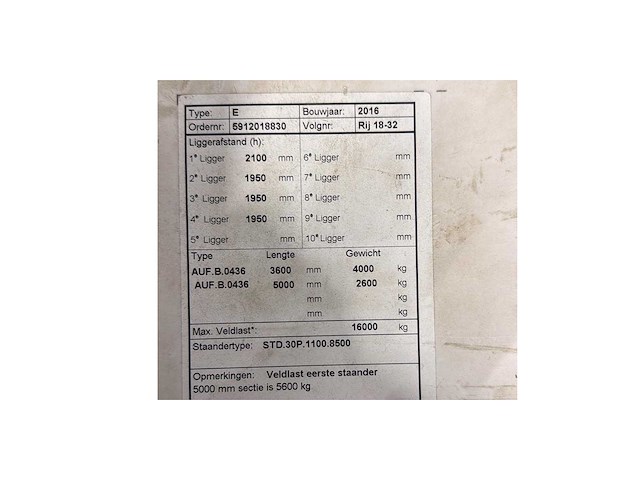 Type: E Bouwjaar: 2016
Ordernr: 5912018830 Volgnr: Rij 18-32
Liggerafstand (h):
1e Ligger 2100 mm 6e Ligger mm
2e Ligger 1950 mm 7e Ligger mm
3e Ligger 1950 mm 8e Ligger mm
4e Ligger 1950 mm 9e Ligger mm
5e Ligger mm 10e Ligger mm
Type Lengte Gewicht
AUF.B.0436 3600 mm 4000 kg
AUF.B.0436 5000 mm 2600 kg
mm kg
mm kg
Max. Veldlast*: 16000 kg
Staandertype: STD.30P.1100.8500
Opmerkingen: Veldlast eerste staander
5000 mm sectie is 5600 kg